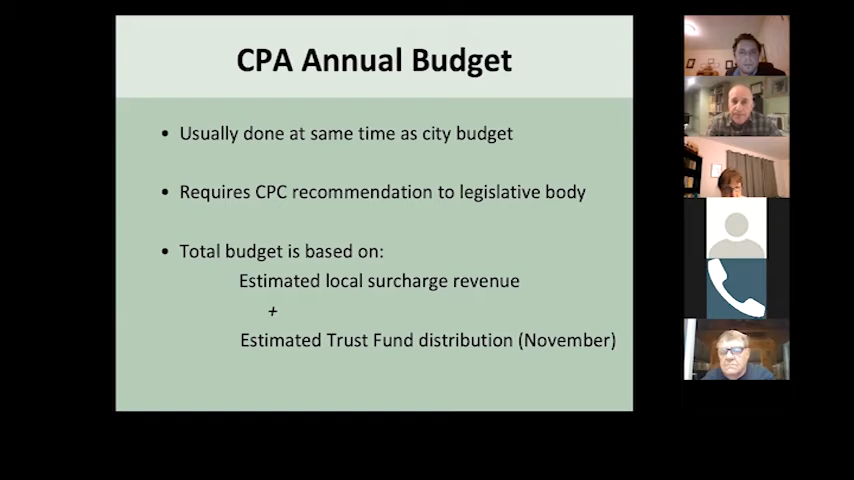 CPA Annual Budget
• Usually done at same time as city budget
• Requires CPC recommendation to legislative body
• Total budget is based on:
Estimated local surcharge revenue
+
Estimated Trust Fund distribution (November)